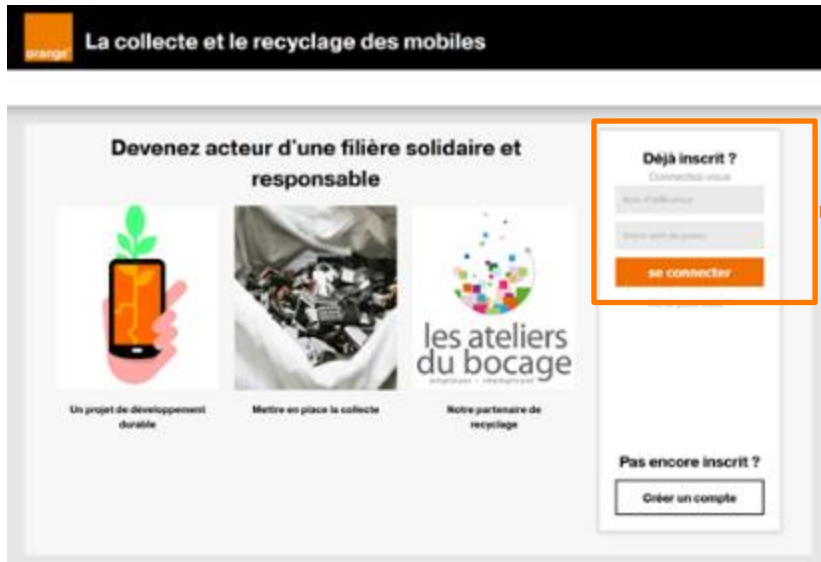 orange
La collecte et le recyclage des mobiles
Devenez acteur d'une filière solidaire et
responsable
les ateliers
du bocage
Un projet de développement
durable
Mettre en place la collecte
Notre partenaire de
recyclage
Déjà inscrit ?
Connectez-vous
se connecter
Pas encore inscrit ?
Créer un compte